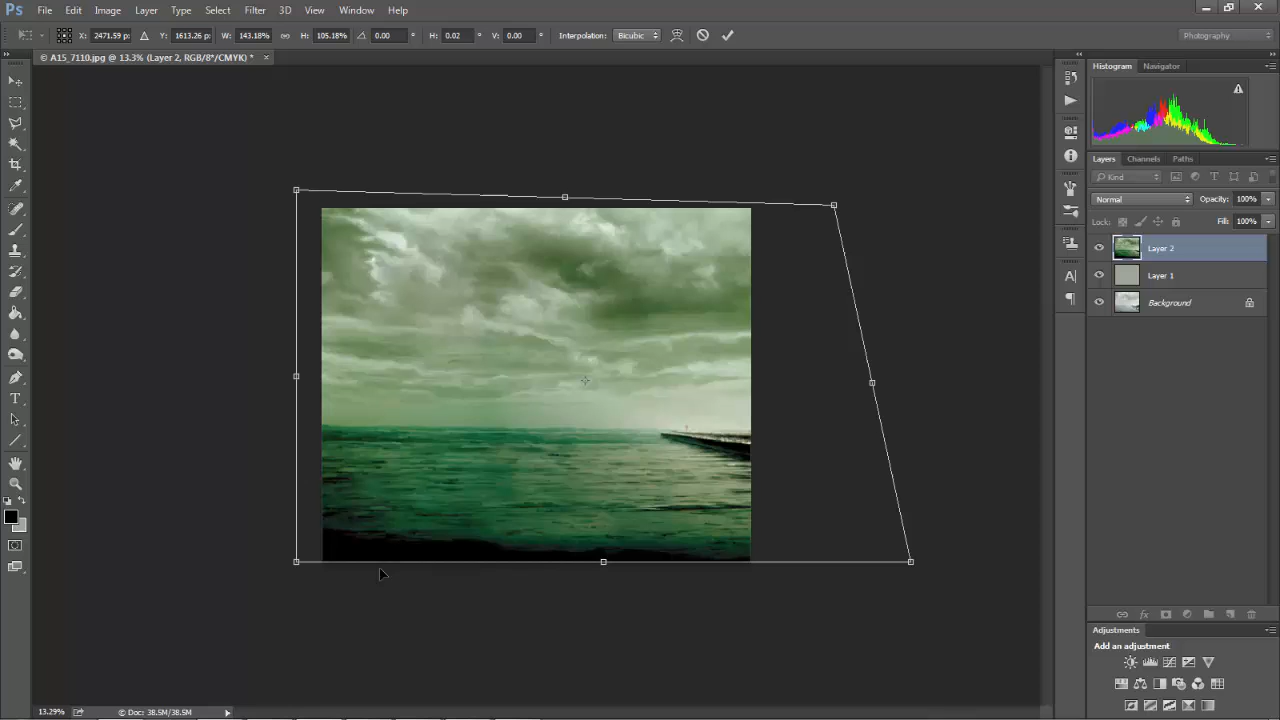 Ps File Edit Image Layer Type Select Filter 3D View Window Help
X: 2471.59 p: Y: 1613.26 p: W: 143.18% H: 105.18% 0.00 ° H: 0.02 ° V: 0.00 ° Interpolation: Bicubic Photography
© A15_7110.jpg @ 13.3% (Layer 2, RGB/8*/CMYK) * ×
Histogram Navigator
Layers Channels Paths
Kind
Normal Opacity: 100%
Lock: Fill: 100%
Layer 2
Layer 1
Background
Adjustments
Add an adjustment
13.29% © Doc: 38.5M/38.5M